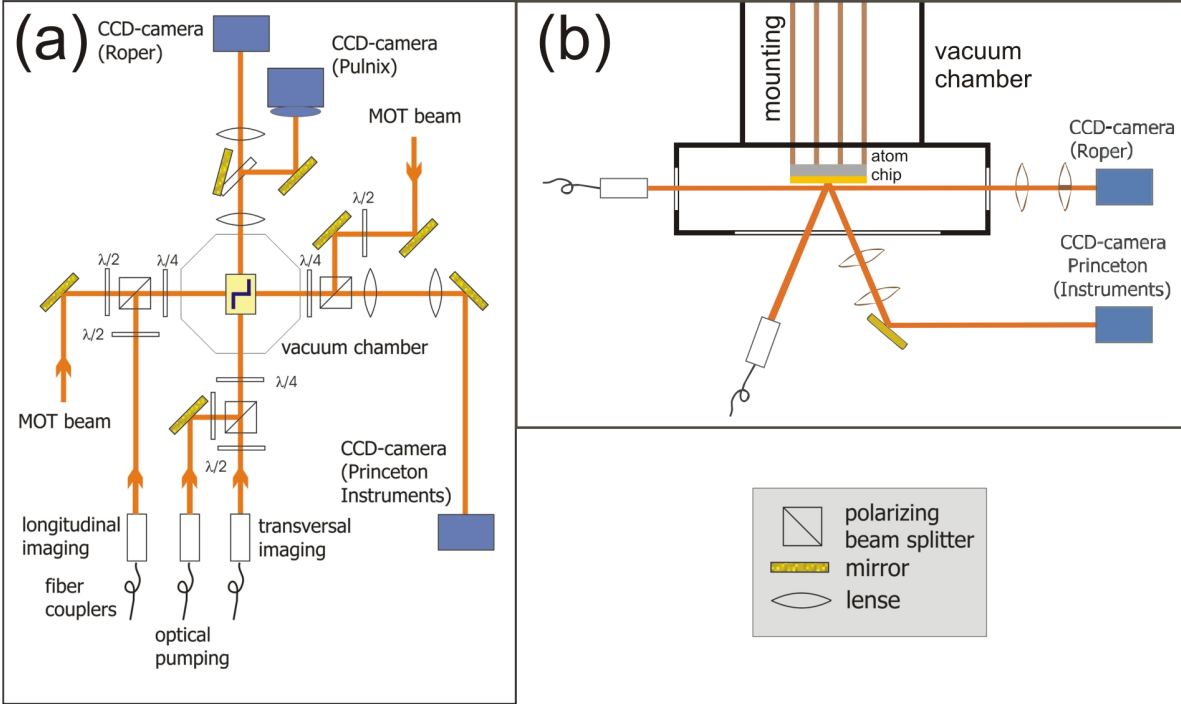 (a)
CCD-camera
(Roper)
CCD-camera
(Pulnix)
MOT beam
λ/2
λ/2
λ/4
λ/4
λ/2
vacuum chamber
λ/4
MOT beam
λ/2
CCD-camera
(Princeton
Instruments)
longitudinal
imaging
transversal
imaging
fiber
couplers
optical
pumping
(b)
mounting
vacuum
chamber
atom
chip
CCD-camera
(Roper)
CCD-camera
Princeton
(Instruments)
polarizing
beam splitter
mirror
lense